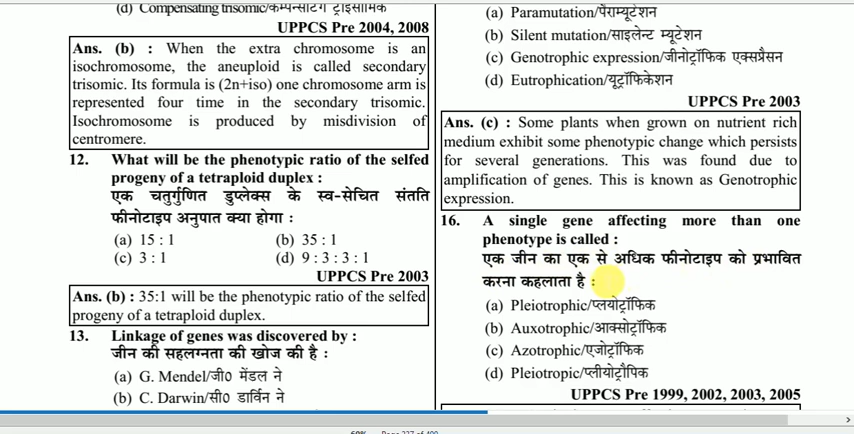 (d) Compensating trisomic/कम्पन्सेटिंग ट्राइसोमिक
UPPCS Pre 2004, 2008
Ans. (b) : When the extra chromosome is an
isochromosome, the aneuploid is called secondary
trisomic. Its formula is (2n+iso) one chromosome arm is
represented four time in the secondary trisomic.
Isochromosome is produced by misdivision of
centromere.
12. What will be the phenotypic ratio of the selfed
progeny of a tetraploid duplex :
एक चतुर्गुणित डुप्लेक्स के स्व-सेचित संतति
फीनोटाइप अनुपात क्या होगा :
(a) 15 : 1 (b) 35 : 1
(c) 3 : 1 (d) 9 : 3 : 3 : 1
UPPCS Pre 2003
Ans. (b) : 35:1 will be the phenotypic ratio of the selfed
progeny of a tetraploid duplex.
13. Linkage of genes was discovered by :
जीन की सहलग्नता की खोज की है :
(a) G. Mendel/जी0 मेंडल ने
(b) C. Darwin/सी0 डार्विन ने
(a) Paramutation/पैराम्यूटेशन
(b) Silent mutation/साइलेन्ट म्यूटेशन
(c) Genotrophic expression/जीनोट्रॉफिक एक्सप्रैसन
(d) Eutrophication/यूट्रॉफिकेशन
UPPCS Pre 2003
Ans. (c) : Some plants when grown on nutrient rich
medium exhibit some phenotypic change which persists
for several generations. This was found due to
amplification of genes. This is known as Genotrophic
expression.
16. A single gene affecting more than one
phenotype is called :
एक जीन का एक से अधिक फीनोटाइप को प्रभावित
करना कहलाता है :
(a) Pleiotrophic/प्लयोट्रॉफिक
(b) Auxotrophic/आक्सोट्रॉफिक
(c) Azotrophic/एजोट्रॉफिक
(d) Pleiotropic/प्लीयोट्रौपिक
UPPCS Pre 1999, 2002, 2003, 2005